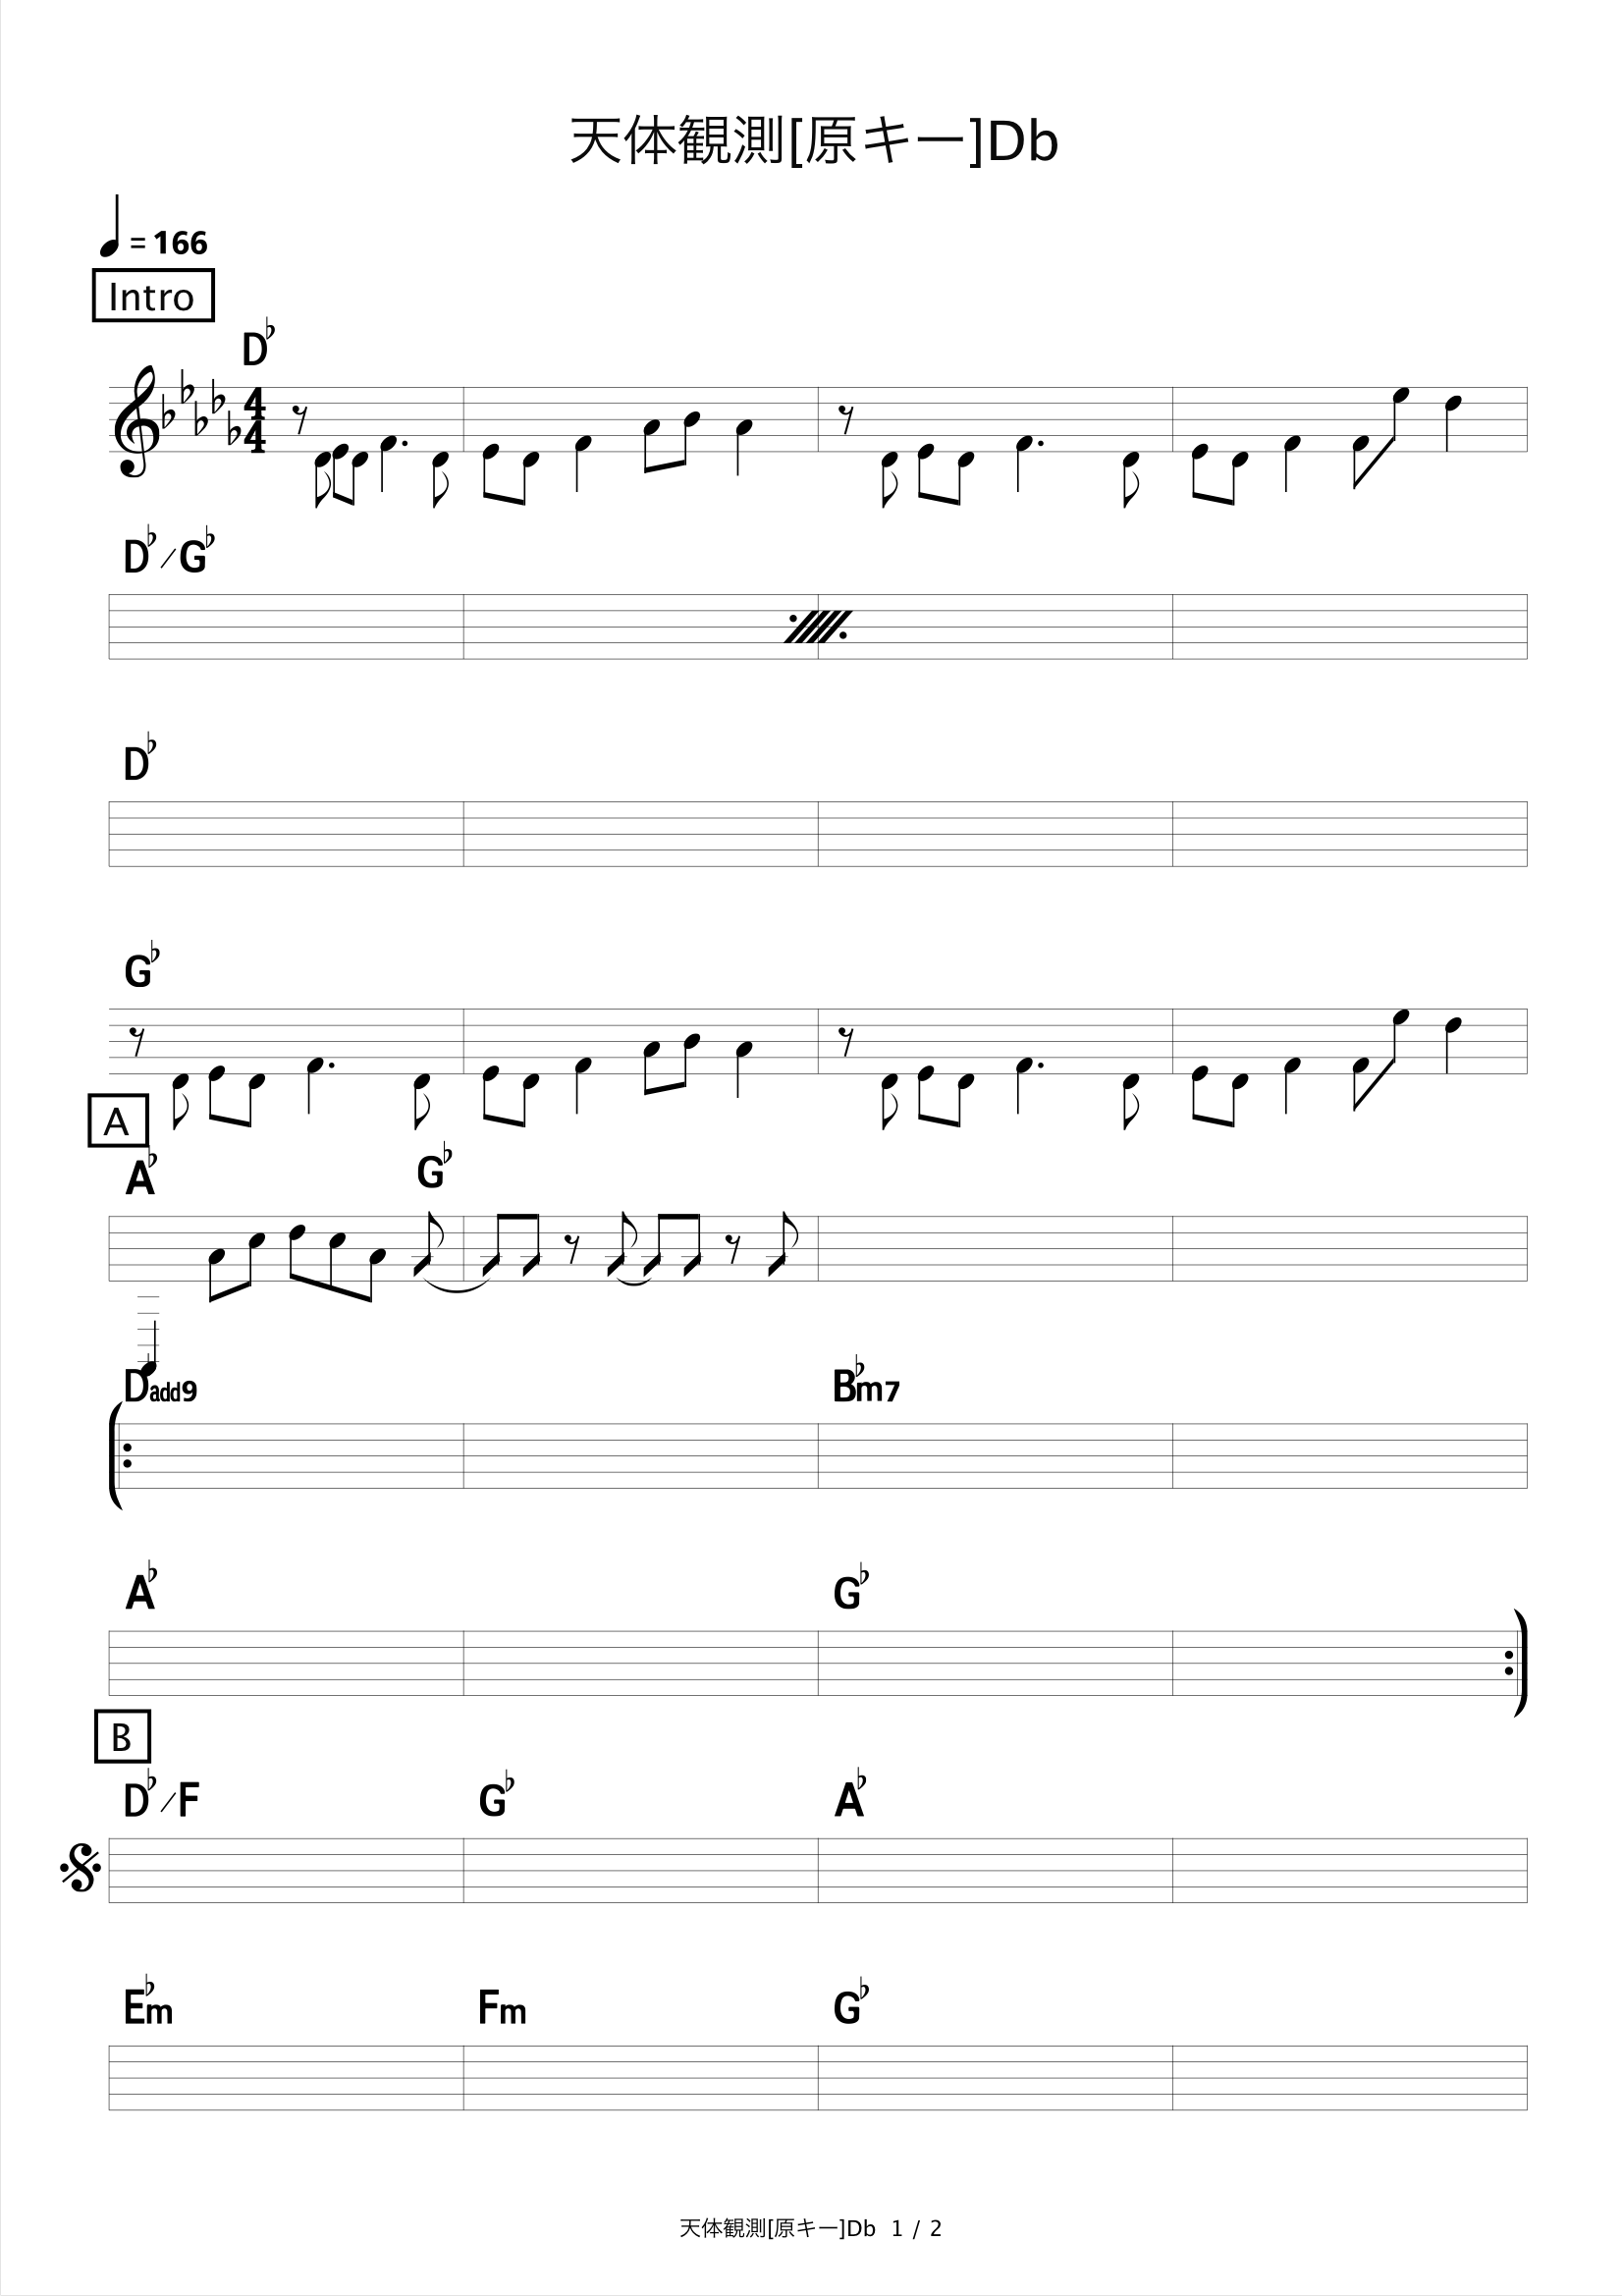 天体観測[原キー]Db
= 166
Intro
D♭
4
4
D♭/G♭
D♭
G♭
A
A♭ G♭
D♭add9 B♭m7
A♭ G♭
B
D♭/F G♭ A♭
E♭m Fm G♭
天体観測[原キー]Db 1 / 2